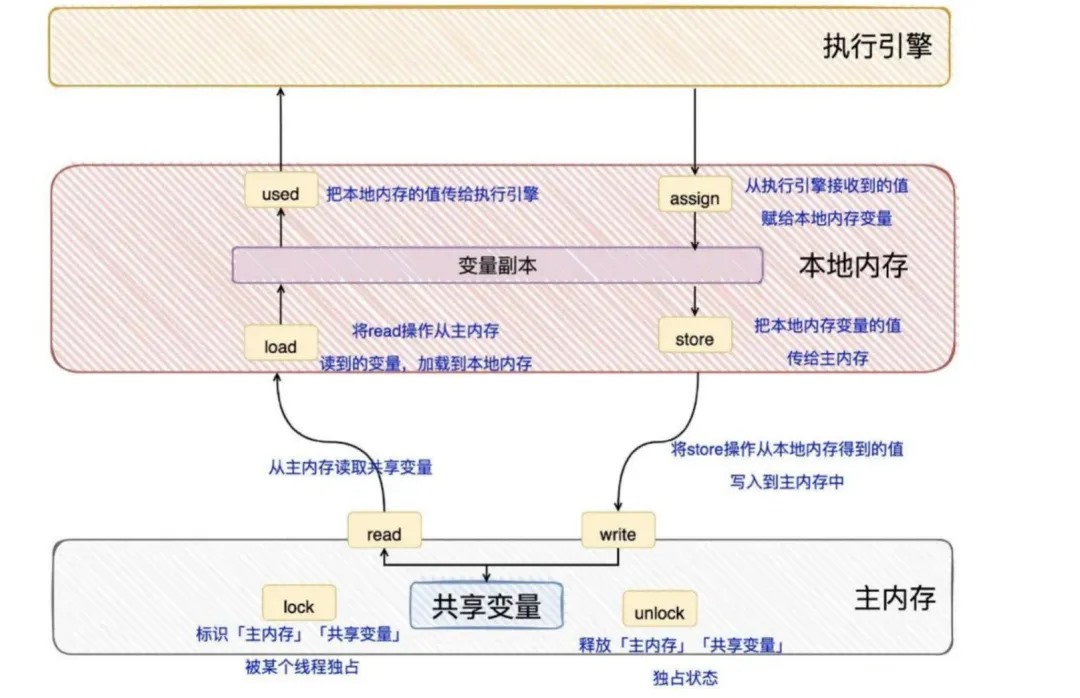 执行引擎
used
把本地内存的值传给执行引擎
assign
从执行引擎接收到的值
赋给本地内存变量
变量副本
本地内存
load
将read操作从主内存
读到的变量，加载到本地内存
store
把本地内存变量的值
传给主内存
从主内存读取共享变量
将store操作从本地内存得到的值
写入到主内存中
read
write
主内存
lock
共享变量
unlock
标识「主内存」「共享变量」
被某个线程独占
释放「主内存」「共享变量」
独占状态